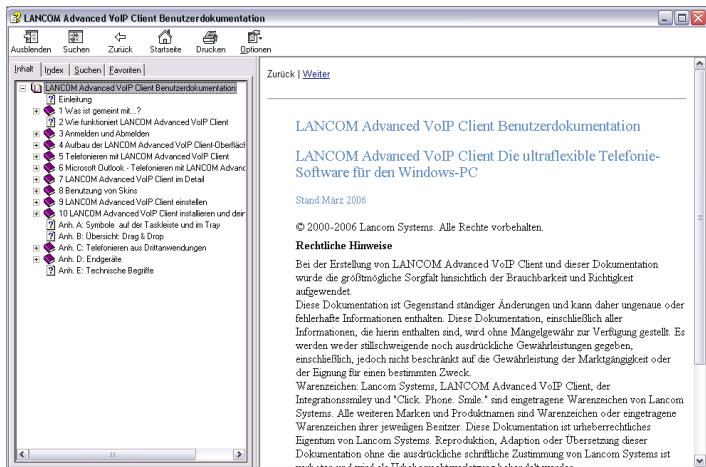 LANCOM Advanced VoIP Client Benutzerdokumentation
Ausblenden Suchen Zurück Startseite Drucken Optionen
Inhalt Index Suchen Favoriten
LANCOM Advanced VoIP Client Benutzerdokumentation
Einleitung
1 Was ist gemeint mit...?
2 Wie funktioniert LANCOM Advanced VoIP Client
3 Anmelden und Abmelden
4 Aufbau der LANCOM Advanced VoIP Client-Oberfläch
5 Telefonieren mit LANCOM Advanced VoIP Client
6 Microsoft Outlook - Telefonieren mit LANCOM Advanc
7 LANCOM Advanced VoIP Client im Detail
8 Benutzung von Skins
9 LANCOM Advanced VoIP Client einstellen
10 LANCOM Advanced VoIP Client installieren und dein
Anh. A: Symbole auf der Taskleiste und im Tray
Anh. B: Übersicht: Drag & Drop
Anh. C: Telefonieren aus Drittanwendungen
Anh. D: Endgeräte
Anh. E: Technische Begriffe
Zurück | Weiter
LANCOM Advanced VoIP Client Benutzerdokumentation
LANCOM Advanced VoIP Client Die ultraflexible Telefonie-
Software für den Windows-PC
Stand:März 2006
© 2000-2006 Lancom Systems. Alle Rechte vorbehalten.
Rechtliche Hinweise
Bei der Erstellung von LANCOM Advanced VoIP Client und dieser Dokumentation
wurde die größtmögliche Sorgfalt hinsichtlich der Brauchbarkeit und Richtigkeit
aufgewendet.
Diese Dokumentation ist Gegenstand ständiger Änderungen und kann daher ungenaue oder
fehlerhafte Informationen enthalten. Diese Dokumentation, einschließlich aller
Informationen, die hierin enthalten sind, wird ohne Mängelgewähr zur Verfügung gestellt. Es
werden weder stillschweigende noch ausdrückliche Gewährleistungen gegeben,
einschließlich, jedoch nicht beschränkt auf die Gewährleistung der Marktgängigkeit oder
der Eignung für einen bestimmten Zweck.
Warenzeichen: Lancom Systems, LANCOM Advanced VoIP Client, der
Integrationssmiley und "Click. Phone. Smile." sind eingetragene Warenzeichen von Lancom
Systems. Alle weiteren Marken und Produktnamen sind Warenzeichen oder eingetragene
Warenzeichen ihrer jeweiligen Besitzer. Diese Dokumentation ist urheberrechtliches
Eigentum von Lancom Systems. Reproduktion, Adaption oder Übersetzung dieser
Dokumentation ohne die ausdrückliche schriftliche Zustimmung von Lancom Systems ist